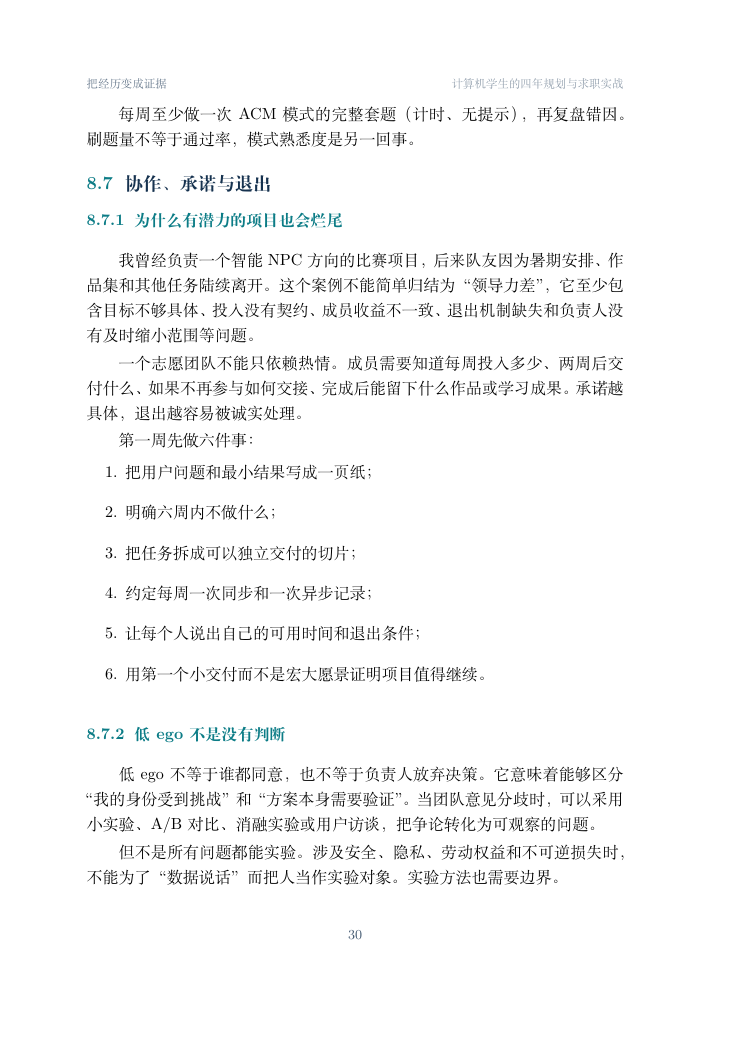 把经历变成证据
计算机学生的四年规划与求职实战
每周至少做一次 ACM 模式的完整套题（计时、无提示），再复盘错因。
刷题量不等于通过率，模式熟悉度是另一回事。
8.7 协作、承诺与退出
8.7.1 为什么有潜力的项目也会烂尾
我曾经负责一个智能 NPC 方向的比赛项目，后来队友因为暑期安排、作
品集和其他任务陆续离开。这个案例不能简单归结为“领导力差”，它至少包
含目标不够具体、投入没有契约、成员收益不一致、退出机制缺失和负责人没
有及时缩小范围等问题。
一个志愿团队不能只依赖热情。成员需要知道每周投入多少、两周后交
付什么、如果不再参与如何交接、完成后能留下什么作品或学习成果。承诺越
具体，退出越容易被诚实处理。
第一周先做六件事：
1. 把用户问题和最小结果写成一页纸；
2. 明确六周内不做什么；
3. 把任务拆成可以独立交付的切片；
4. 约定每周一次同步和一次异步记录；
5. 让每个人说出自己的可用时间和退出条件；
6. 用第一个小交付而不是宏大愿景证明项目值得继续。
8.7.2 低 ego 不是没有判断
低 ego 不等于谁都同意，也不等于负责人放弃决策。它意味着能够区分
“我的身份受到挑战”和“方案本身需要验证”。当团队意见分歧时，可以采用
小实验、A/B 对比、消融实验或用户访谈，把争论转化为可观察的问题。
但不是所有问题都能实验。涉及安全、隐私、劳动权益和不可逆损失时，
不能为了“数据说话”而把人当作实验对象。实验方法也需要边界。
30